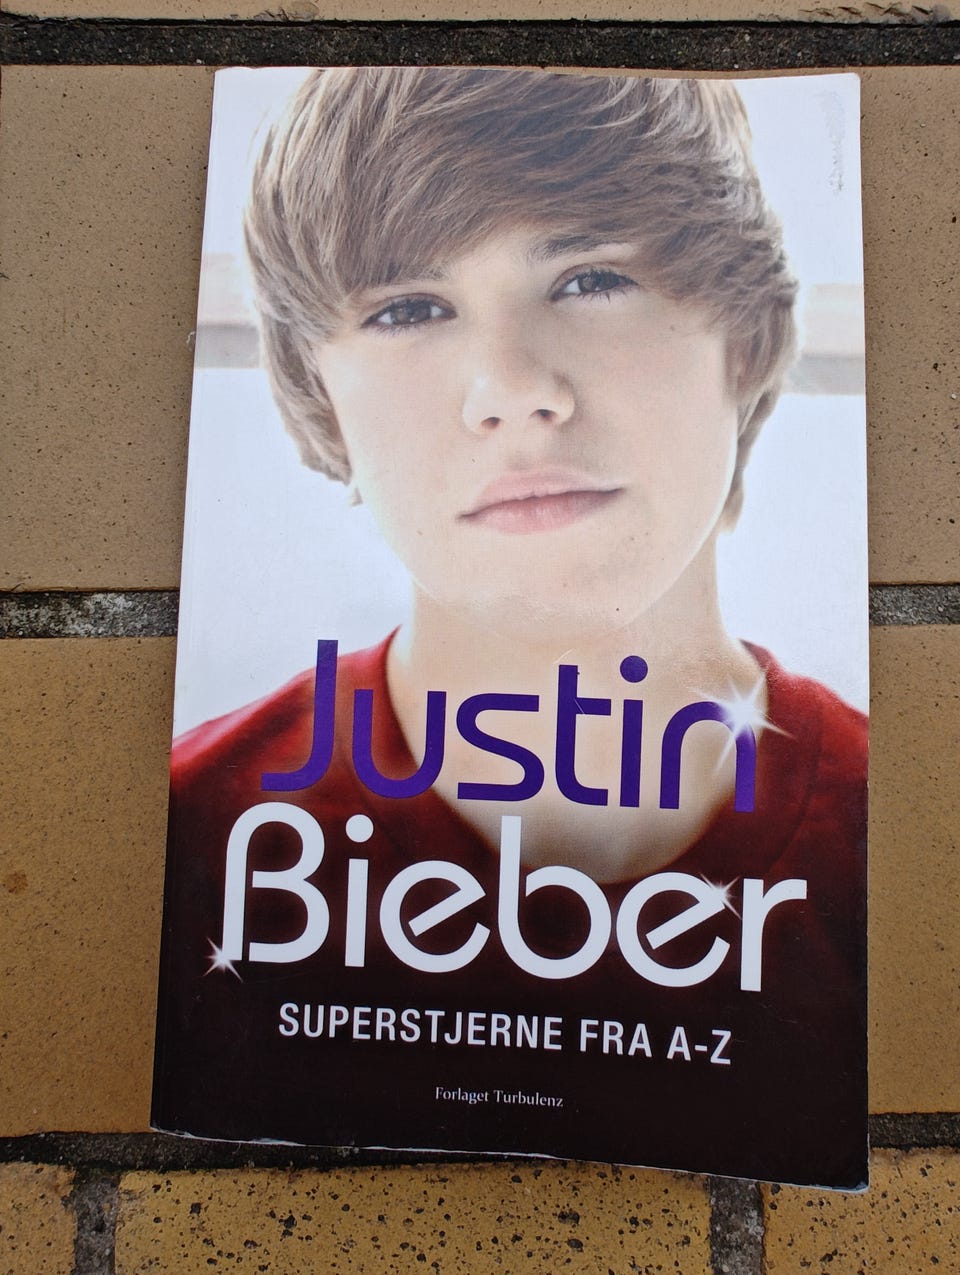 Justin
Bieber
SUPERSTJERNE FRA A-Z
Forlaget Turbulenz